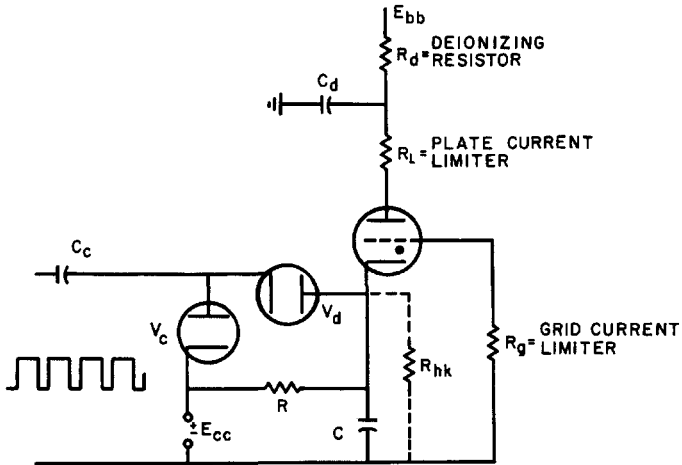 Ebb
Rd = DEIONIZING
RESISTOR
Cd
RL = PLATE CURRENT
LIMITER
Cc
Vc
Vd
Rhk
Rg = GRID CURRENT
LIMITER
R
C
± Ecc